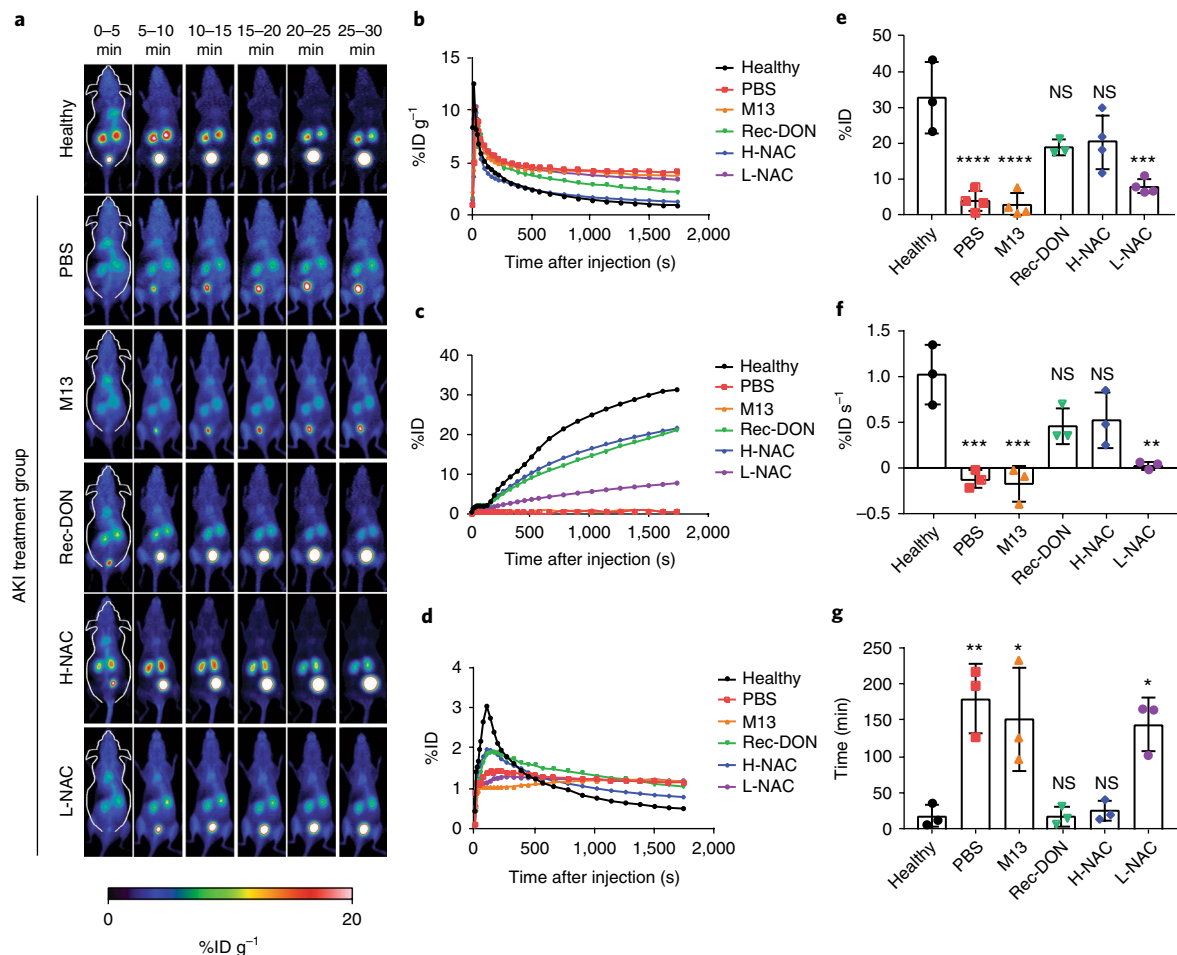 a
0–5 min
5–10 min
10–15 min
15–20 min
20–25 min
25–30 min
Healthy
AKI treatment group
PBS
M13
Rec-DON
H-NAC
L-NAC
0
20
%ID g⁻¹
b
%ID g⁻¹
15
10
5
0
0
500
1,000
1,500
2,000
Time after injection (s)
Healthy
PBS
M13
Rec-DON
H-NAC
L-NAC
c
%ID
40
30
20
10
0
0
500
1,000
1,500
2,000
Time after injection (s)
Healthy
PBS
M13
Rec-DON
H-NAC
L-NAC
d
%ID
4
3
2
1
0
0
500
1,000
1,500
2,000
Time after injection (s)
Healthy
PBS
M13
Rec-DON
H-NAC
L-NAC
e
%ID
50
40
30
20
10
0
****
****
NS
NS
***
Healthy
PBS
M13
Rec-DON
H-NAC
L-NAC
f
%ID s⁻¹
1.5
1.0
0.5
0
–0.5
***
***
NS
NS
**
Healthy
PBS
M13
Rec-DON
H-NAC
L-NAC
g
Time (min)
250
200
150
100
50
0
**
*
NS
NS
*
Healthy
PBS
M13
Rec-DON
H-NAC
L-NAC